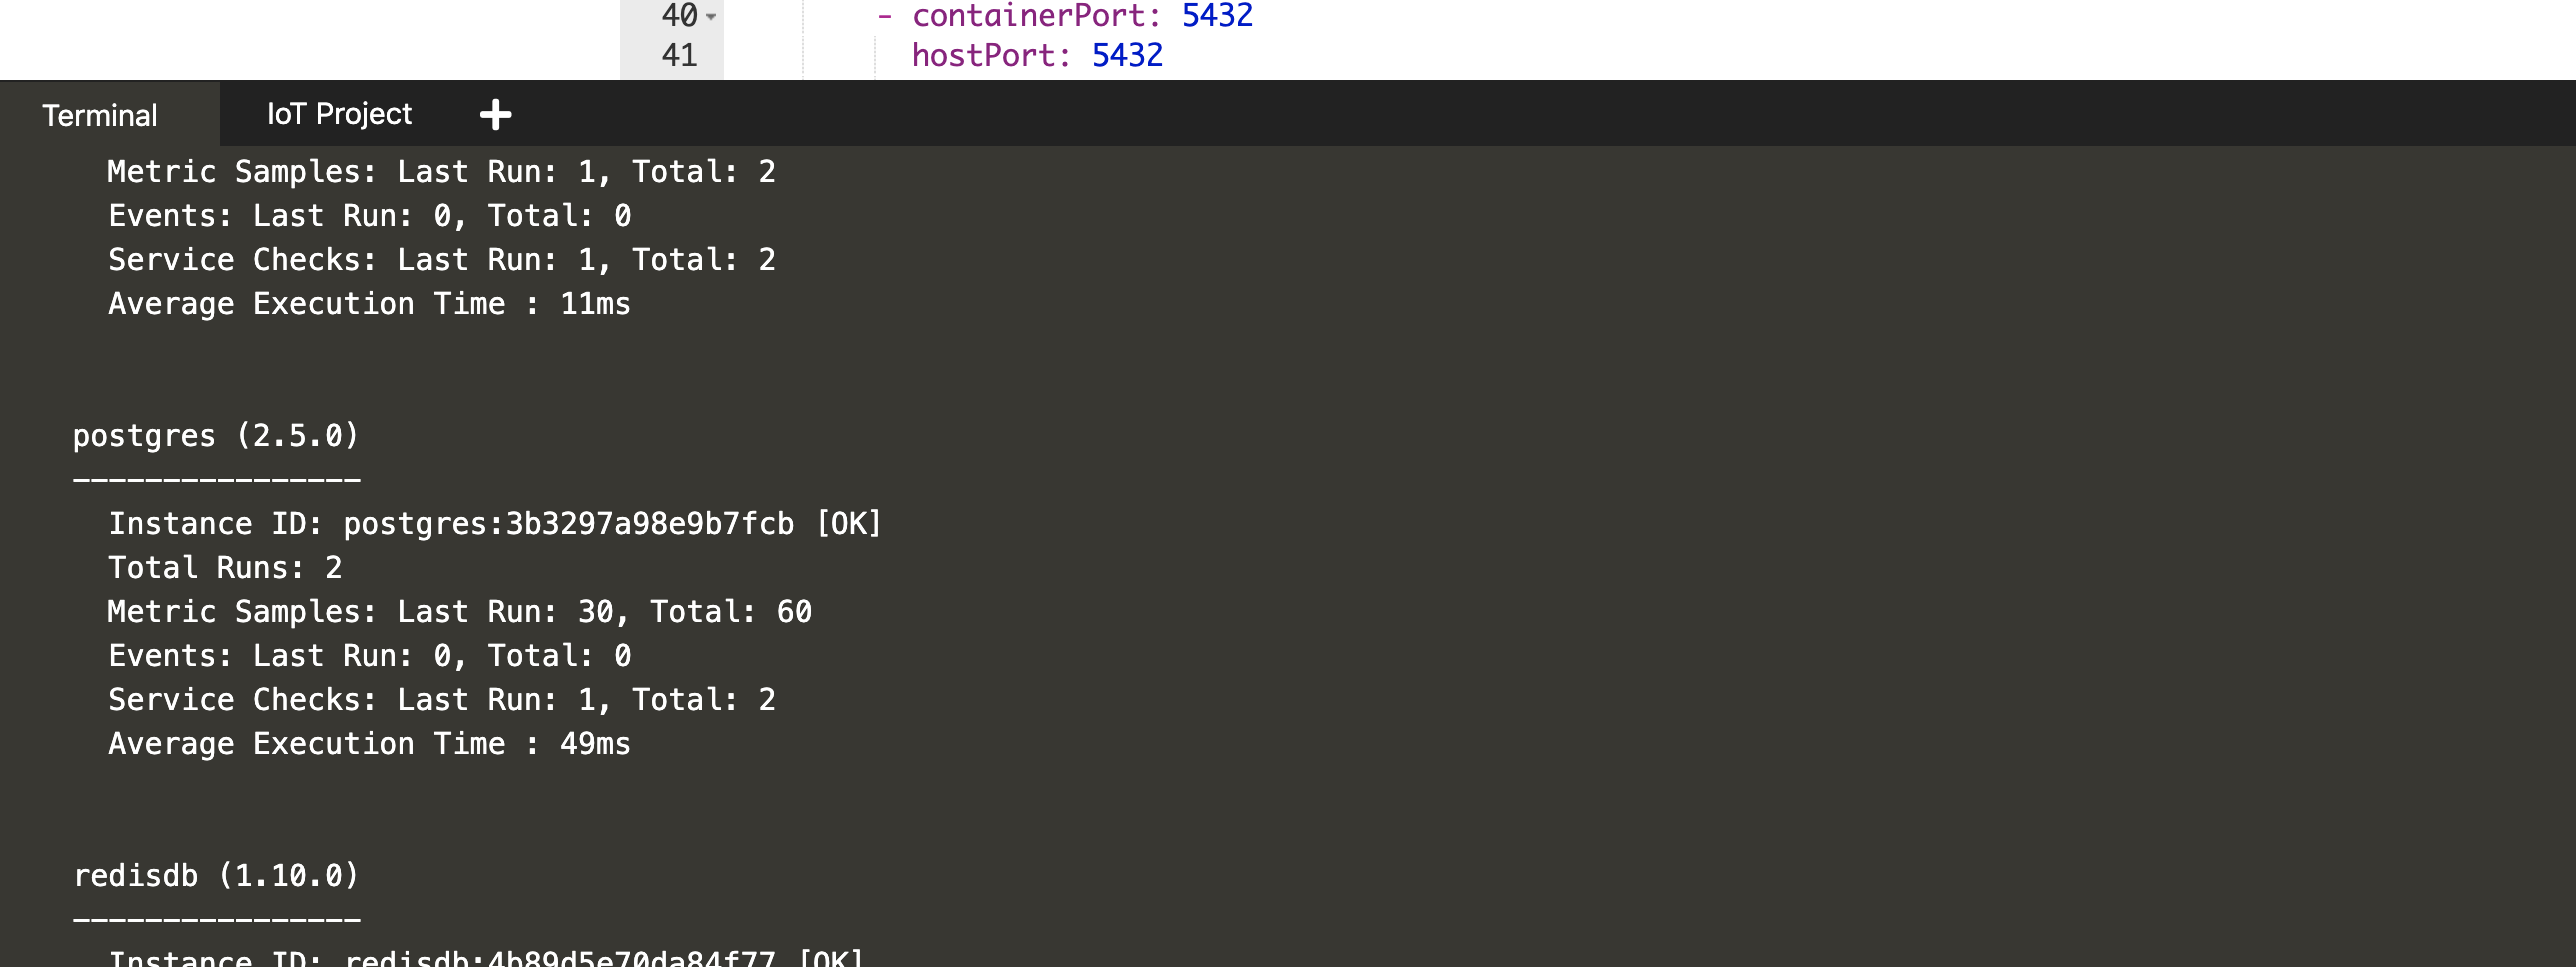 40 - containerPort: 5432
41 hostPort: 5432
Terminal IoT Project +
Metric Samples: Last Run: 1, Total: 2
Events: Last Run: 0, Total: 0
Service Checks: Last Run: 1, Total: 2
Average Execution Time : 11ms
postgres (2.5.0)
----------------
Instance ID: postgres:3b3297a98e9b7fcb [OK]
Total Runs: 2
Metric Samples: Last Run: 30, Total: 60
Events: Last Run: 0, Total: 0
Service Checks: Last Run: 1, Total: 2
Average Execution Time : 49ms
redisdb (1.10.0)
----------------
Instance ID: redisdb:4b89d5e70da84f77 [OK]